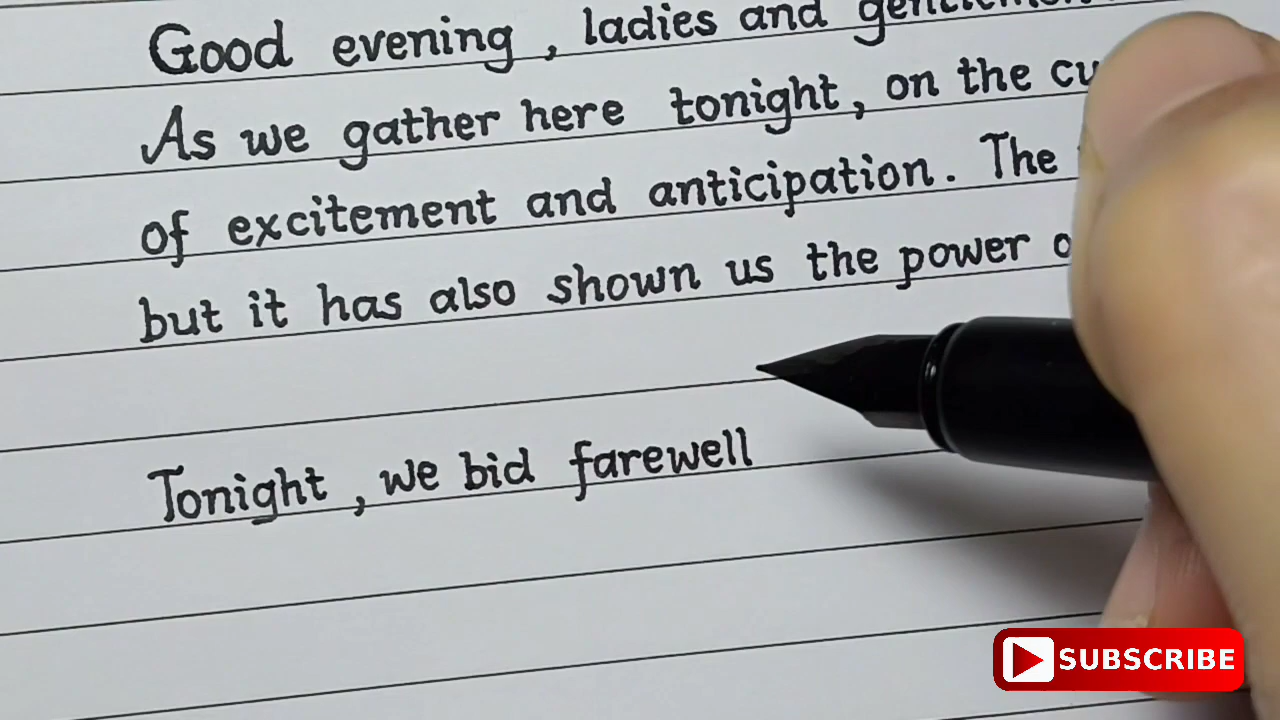 Good evening, ladies and gentlemen
As we gather here tonight, on the
of excitement and anticipation. The
but it has also shown us the power
Tonight, we bid farewell
SUBSCRIBE